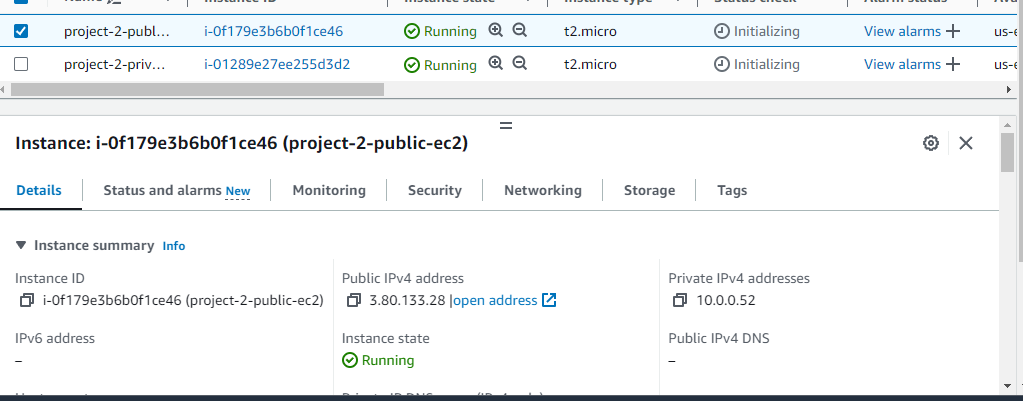 Instance ID Instance state Instance type Status check Alarm status
project-2-publ... i-0f179e3b6b0f1ce46 Running t2.micro Initializing View alarms us-e
project-2-priv... i-01289e27ee255d3d2 Running t2.micro Initializing View alarms us-e
Instance: i-0f179e3b6b0f1ce46 (project-2-public-ec2)
Details Status and alarms New Monitoring Security Networking Storage Tags
Instance summary Info
Instance ID Public IPv4 address Private IPv4 addresses
i-0f179e3b6b0f1ce46 (project-2-public-ec2) 3.80.133.28 |open address 10.0.0.52
IPv6 address Instance state Public IPv4 DNS
– Running –